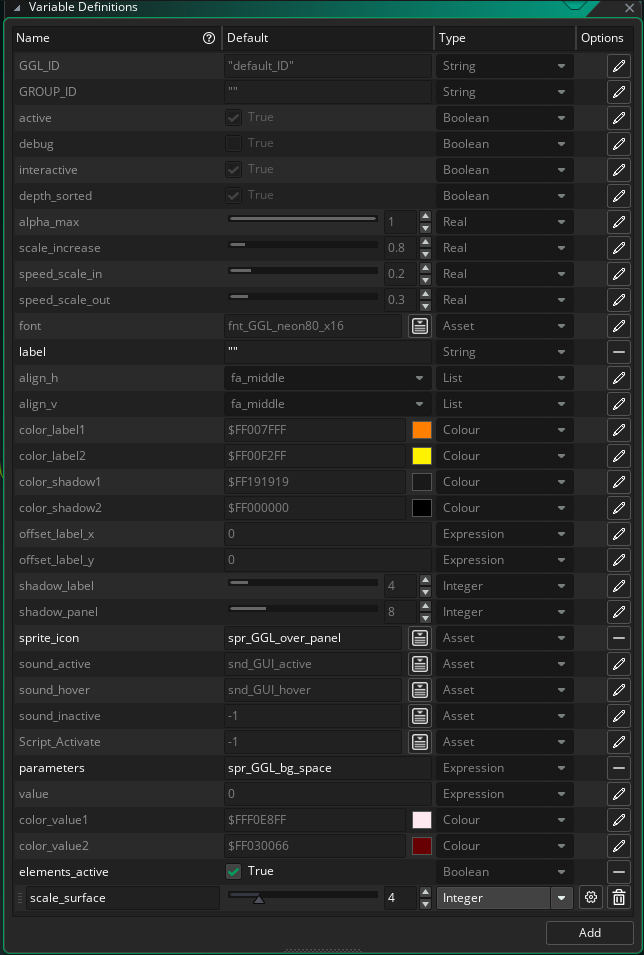 Variable Definitions
Name Default Type Options
GGL_ID "default_ID" String
GROUP_ID "" String
active True Boolean
debug True Boolean
interactive True Boolean
depth_sorted True Boolean
alpha_max 1 Real
scale_increase 0.8 Real
speed_scale_in 0.2 Real
speed_scale_out 0.3 Real
font fnt_GGL_neon80_x16 Asset
label "" String
align_h fa_middle List
align_v fa_middle List
color_label1 $FF007FFF Colour
color_label2 $FF00F2FF Colour
color_shadow1 $FF191919 Colour
color_shadow2 $FF000000 Colour
offset_label_x 0 Expression
offset_label_y 0 Expression
shadow_label 4 Integer
shadow_panel 8 Integer
sprite_icon spr_GGL_over_panel Asset
sound_active snd_GUI_active Asset
sound_hover snd_GUI_hover Asset
sound_inactive -1 Asset
Script_Activate -1 Asset
parameters spr_GGL_bg_space Expression
value 0 Expression
color_value1 $FFF0E8FF Colour
color_value2 $FF030066 Colour
elements_active True Boolean
scale_surface 4 Integer
Add